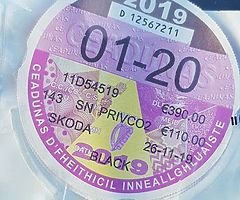 2019
D 12567211
01-20
11D54519 €390.00
143 SN PRIVCO2 €110.00
SKODA 26-11-19
BLACK
CEADÚNAS D'FHEITHICIL INNEALLGHLUAISTE